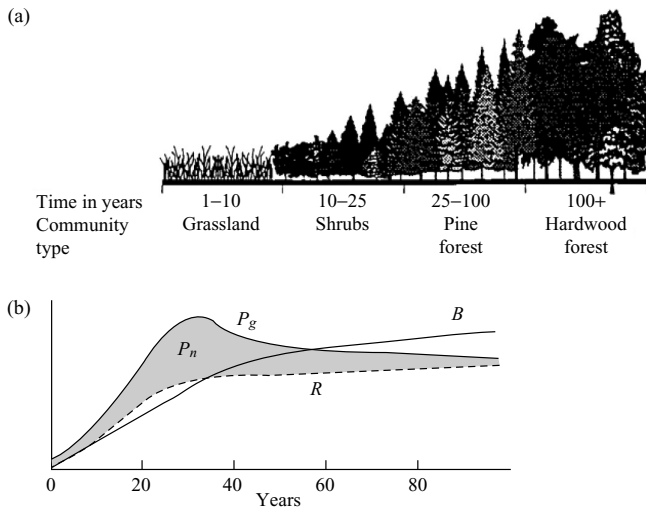 (a)
Time in years 1–10 10–25 25–100 100+
Community Grassland Shrubs Pine Hardwood
type forest forest
(b)
P_g
B
P_n
R
0 20 40 60 80
Years